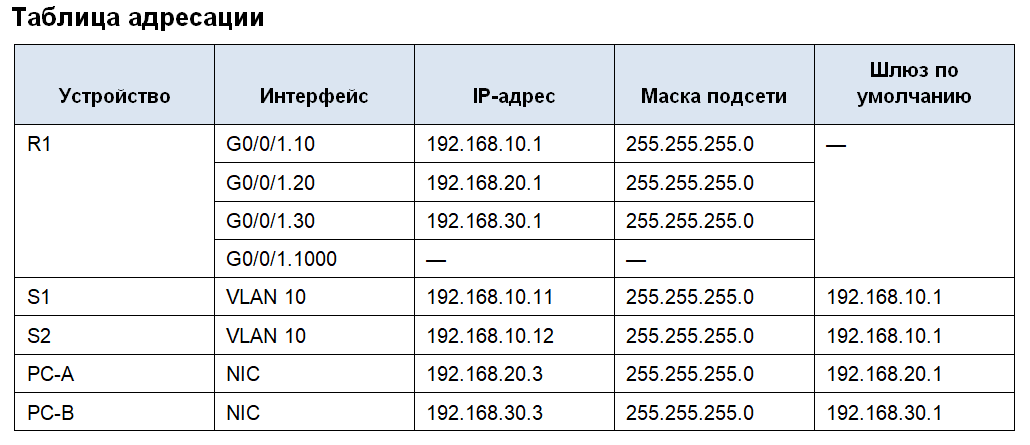 Таблица адресации
Устройство Интерфейс IP-адрес Маска подсети Шлюз по умолчанию
R1 G0/0/1.10 192.168.10.1 255.255.255.0 —
G0/0/1.20 192.168.20.1 255.255.255.0
G0/0/1.30 192.168.30.1 255.255.255.0
G0/0/1.1000 — —
S1 VLAN 10 192.168.10.11 255.255.255.0 192.168.10.1
S2 VLAN 10 192.168.10.12 255.255.255.0 192.168.10.1
PC-A NIC 192.168.20.3 255.255.255.0 192.168.20.1
PC-B NIC 192.168.30.3 255.255.255.0 192.168.30.1